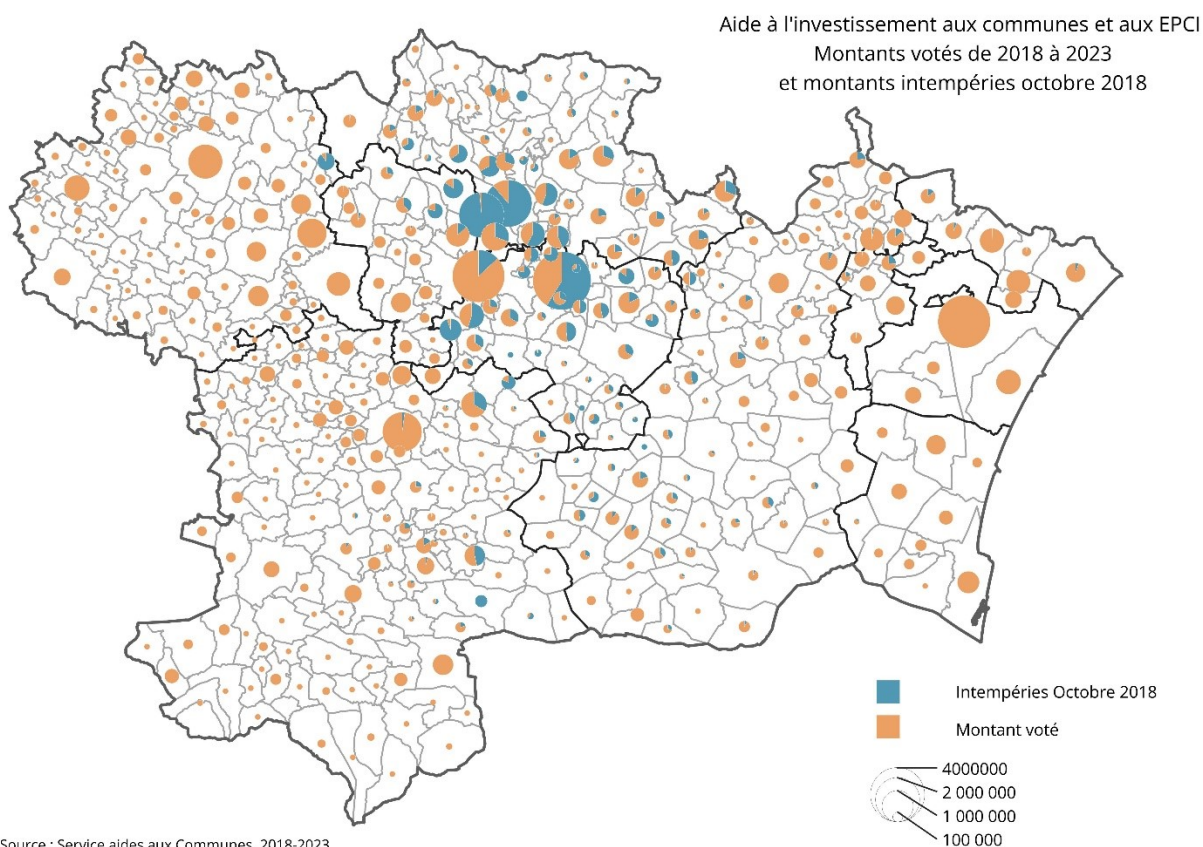 Aide à l'investissement aux communes et aux EPCI
Montants votés de 2018 à 2023
et montants intempéries octobre 2018
Intempéries Octobre 2018
Montant voté
4000000
2 000 000
1 000 000
100 000
Source : Service aides aux Communes, 2018-2023